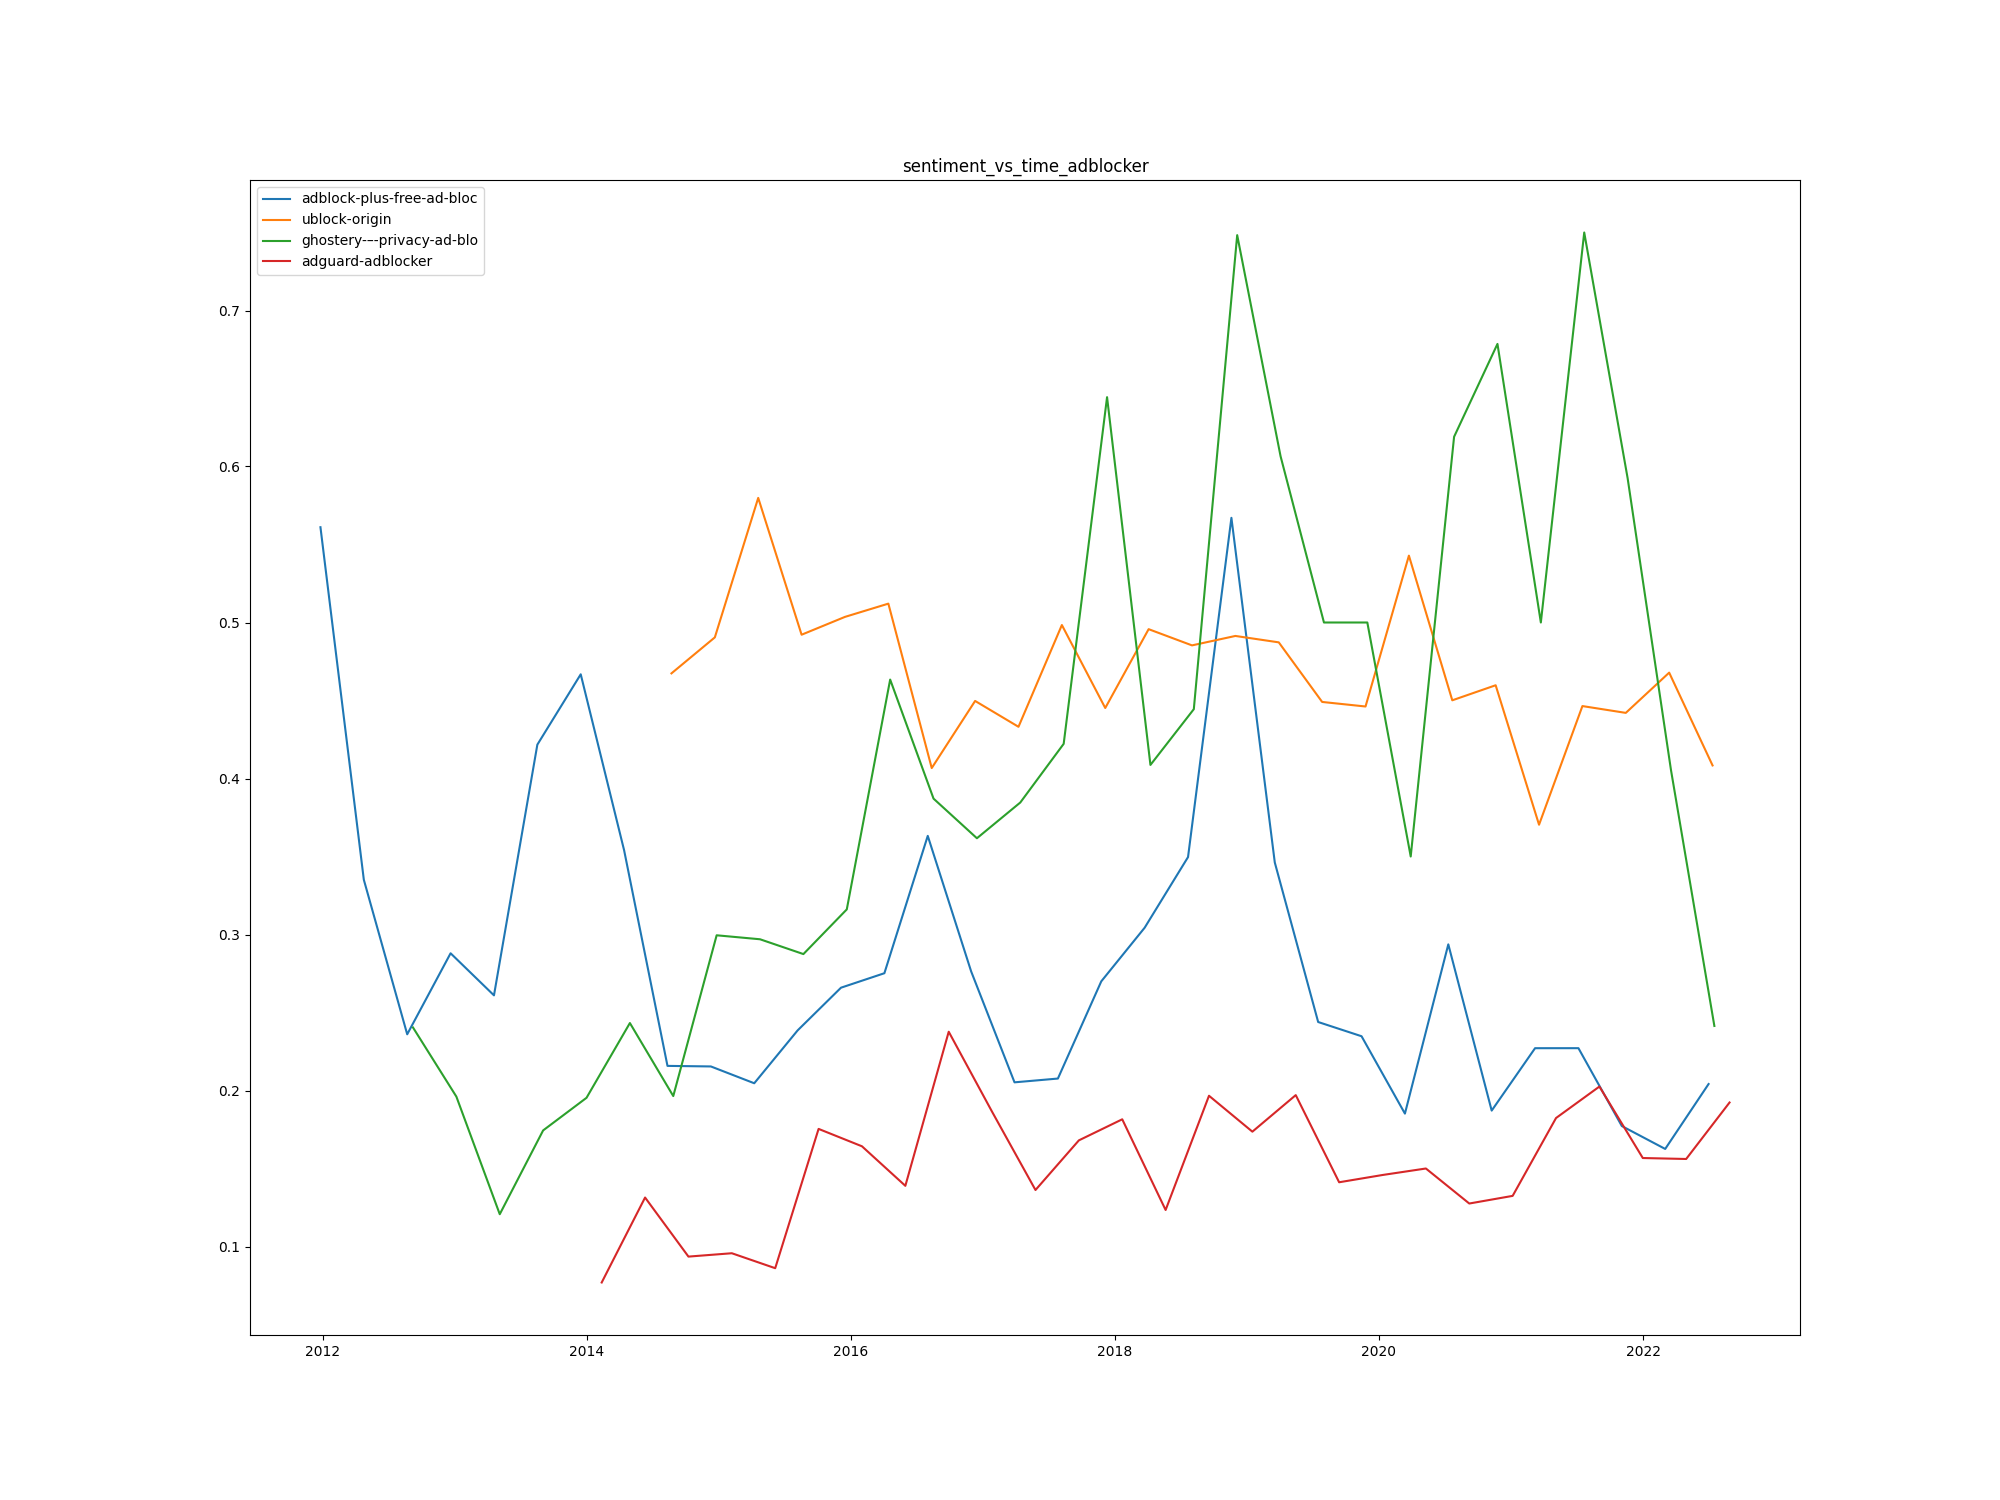 sentiment_vs_time_adblocker
adblock-plus-free-ad-bloc
ublock-origin
ghostery-–-privacy-ad-blo
adguard-adblocker
0.7
0.6
0.5
0.4
0.3
0.2
0.1
2012 2014 2016 2018 2020 2022